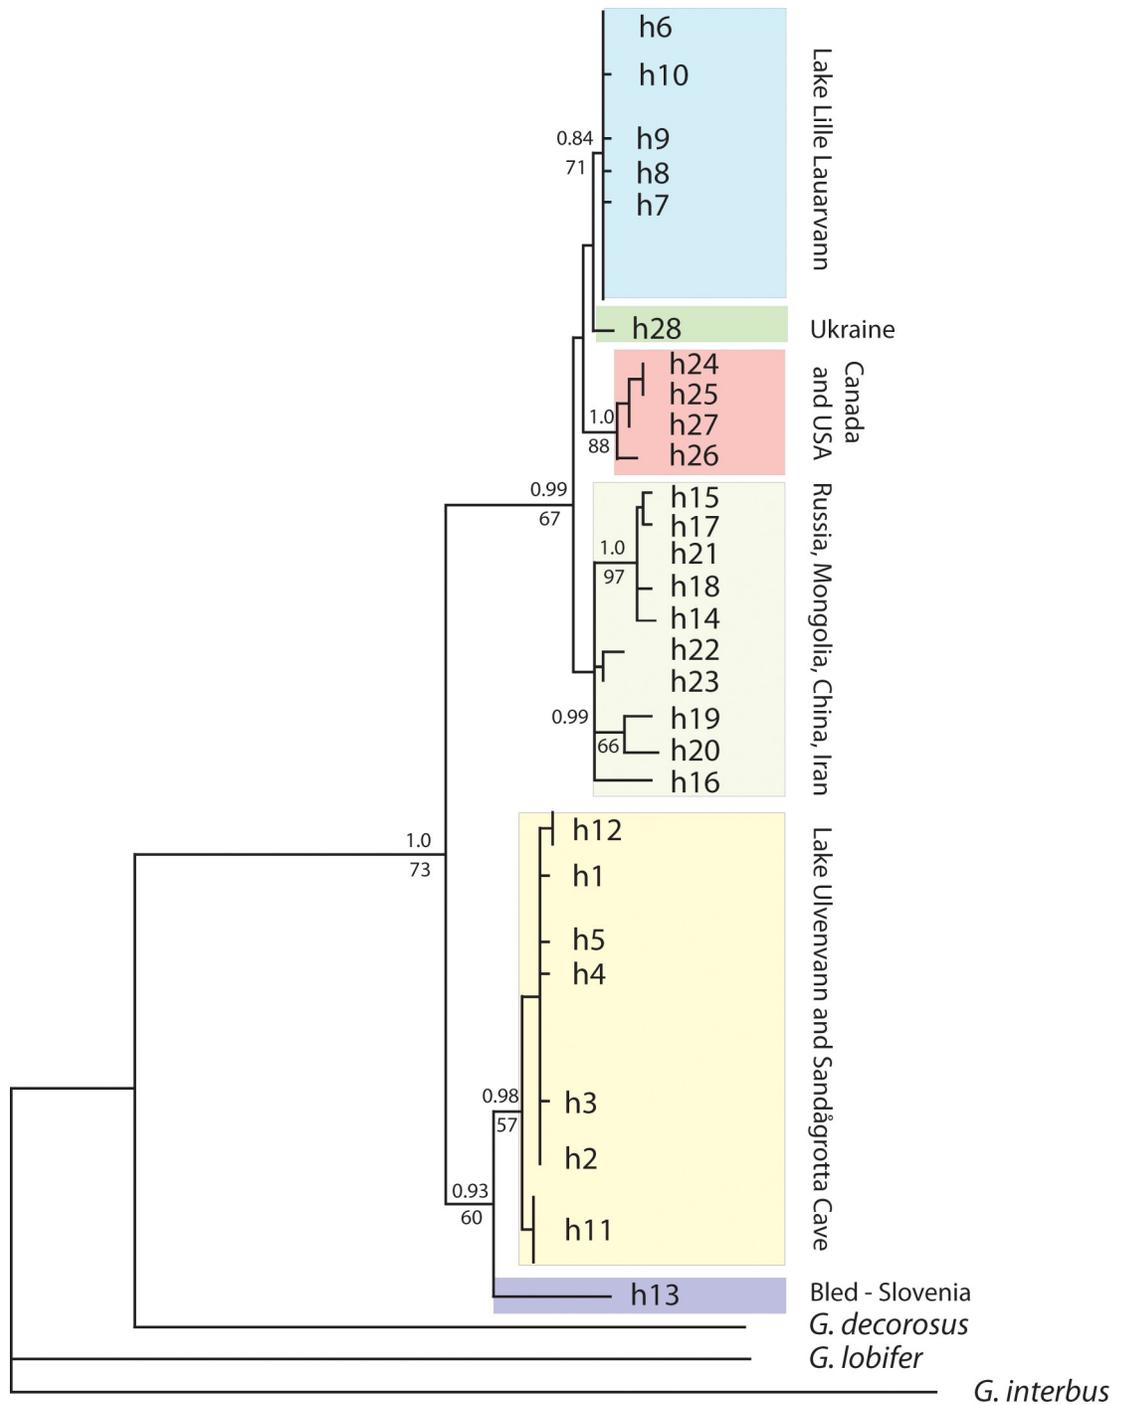 h6
h10
h9
h8
h7
Lake Lille Lauarvann
0.84
71
h28
Ukraine
h24
h25
h27
h26
Canada
and USA
1.0
88
0.99
67
h15
h17
h21
h18
h14
h22
h23
h19
h20
h16
Russia, Mongolia, China, Iran
1.0
97
0.99
66
1.0
73
h12
h1
h5
h4
h3
h2
h11
Lake Ulvenvann and Sandågrotta Cave
0.98
57
0.93
60
h13
Bled - Slovenia
G. decorosus
G. lobifer
G. interbus